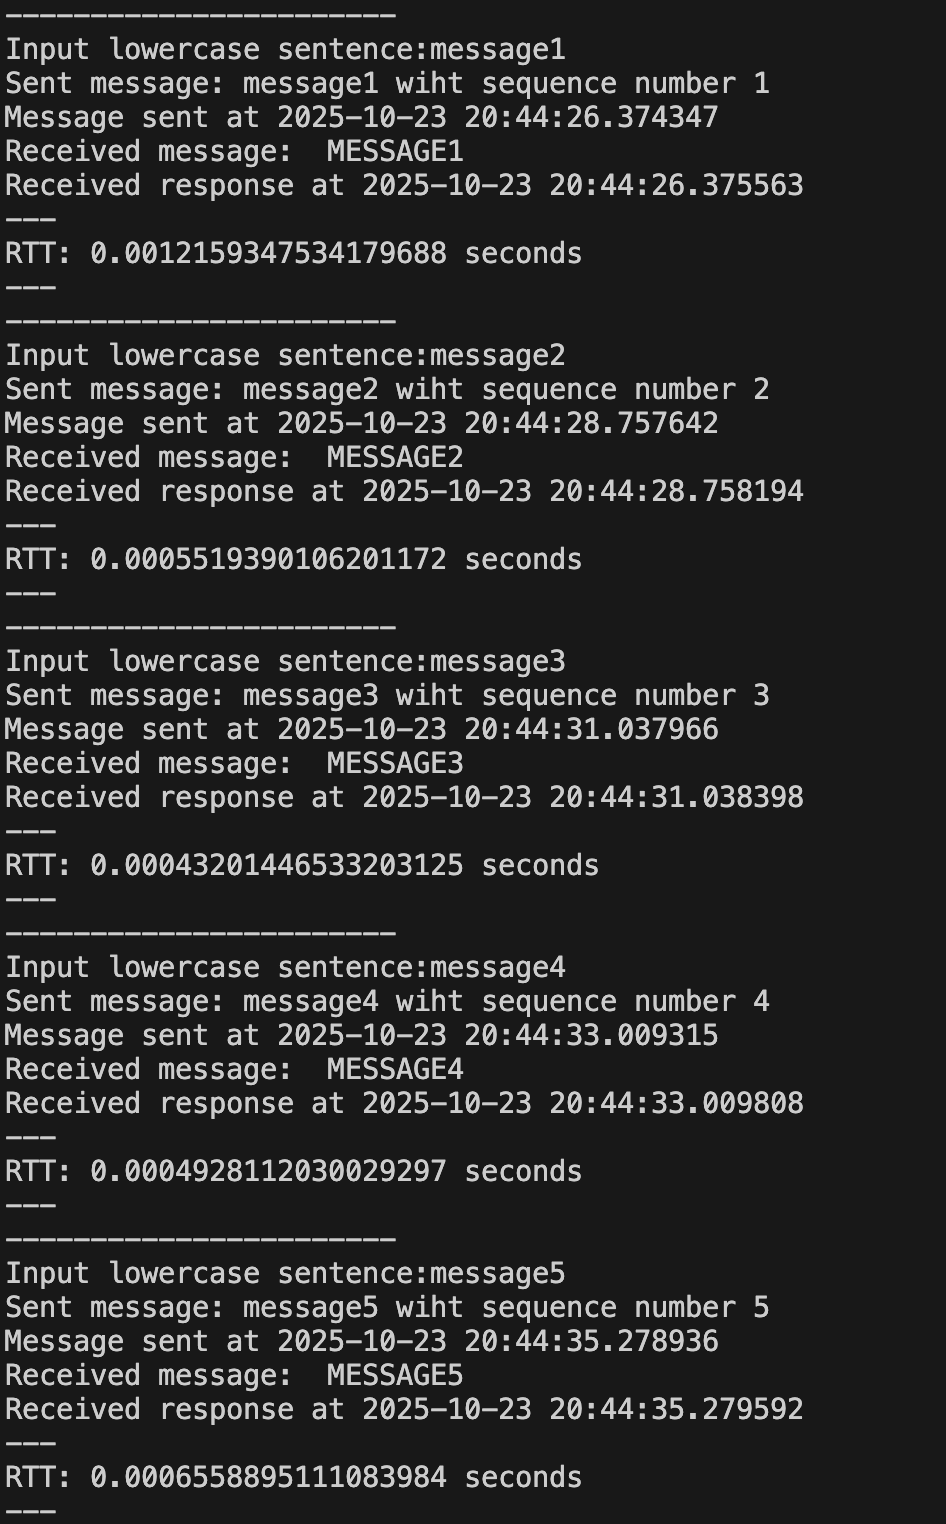 -----------------------
Input lowercase sentence:message1
Sent message: message1 wiht sequence number 1
Message sent at 2025-10-23 20:44:26.374347
Received message:  MESSAGE1
Received response at 2025-10-23 20:44:26.375563
---
RTT: 0.0012159347534179688 seconds
---
-----------------------
Input lowercase sentence:message2
Sent message: message2 wiht sequence number 2
Message sent at 2025-10-23 20:44:28.757642
Received message:  MESSAGE2
Received response at 2025-10-23 20:44:28.758194
---
RTT: 0.0005519390106201172 seconds
---
-----------------------
Input lowercase sentence:message3
Sent message: message3 wiht sequence number 3
Message sent at 2025-10-23 20:44:31.037966
Received message:  MESSAGE3
Received response at 2025-10-23 20:44:31.038398
---
RTT: 0.00043201446533203125 seconds
---
-----------------------
Input lowercase sentence:message4
Sent message: message4 wiht sequence number 4
Message sent at 2025-10-23 20:44:33.009315
Received message:  MESSAGE4
Received response at 2025-10-23 20:44:33.009808
---
RTT: 0.0004928112030029297 seconds
---
-----------------------
Input lowercase sentence:message5
Sent message: message5 wiht sequence number 5
Message sent at 2025-10-23 20:44:35.278936
Received message:  MESSAGE5
Received response at 2025-10-23 20:44:35.279592
---
RTT: 0.0006558895111083984 seconds
---